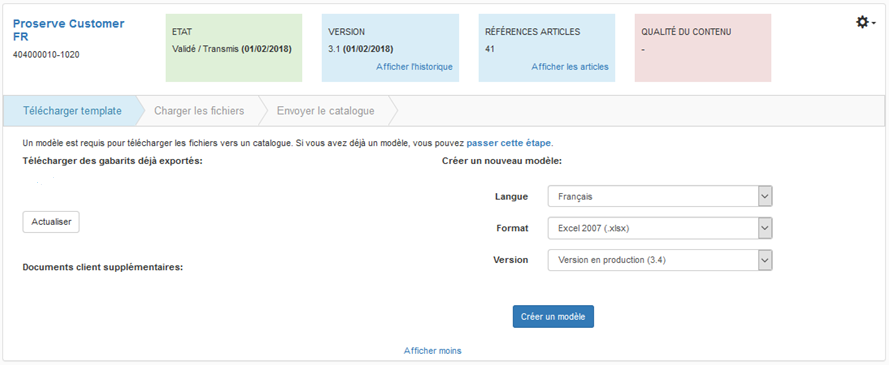 Proserve Customer
FR
404000010-1020
ETAT
Validé / Transmis (01/02/2018)
VERSION
3.1 (01/02/2018)
Afficher l'historique
RÉFÉRENCES ARTICLES
41
Afficher les articles
QUALITÉ DU CONTENU
-
Télécharger template
Charger les fichiers
Envoyer le catalogue
Un modèle est requis pour télécharger les fichiers vers un catalogue. Si vous avez déjà un modèle, vous pouvez passer cette étape.
Télécharger des gabarits déjà exportés:
Actualiser
Documents client supplémentaires:
Créer un nouveau modèle:
Langue
Français
Format
Excel 2007 (.xlsx)
Version
Version en production (3.4)
Créer un modèle
Afficher moins